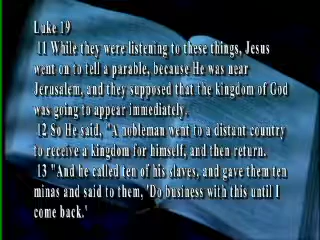 Luke 19
11 While they were listening to these things, Jesus
went on to tell a parable, because He was near
Jerusalem, and they supposed that the kingdom of God
was going to appear immediately.
12 So He said, "A nobleman went to a distant country
to receive a kingdom for himself, and then return.
13 "And he called ten of his slaves, and gave them ten
minas and said to them, 'Do business with this until I
come back.'